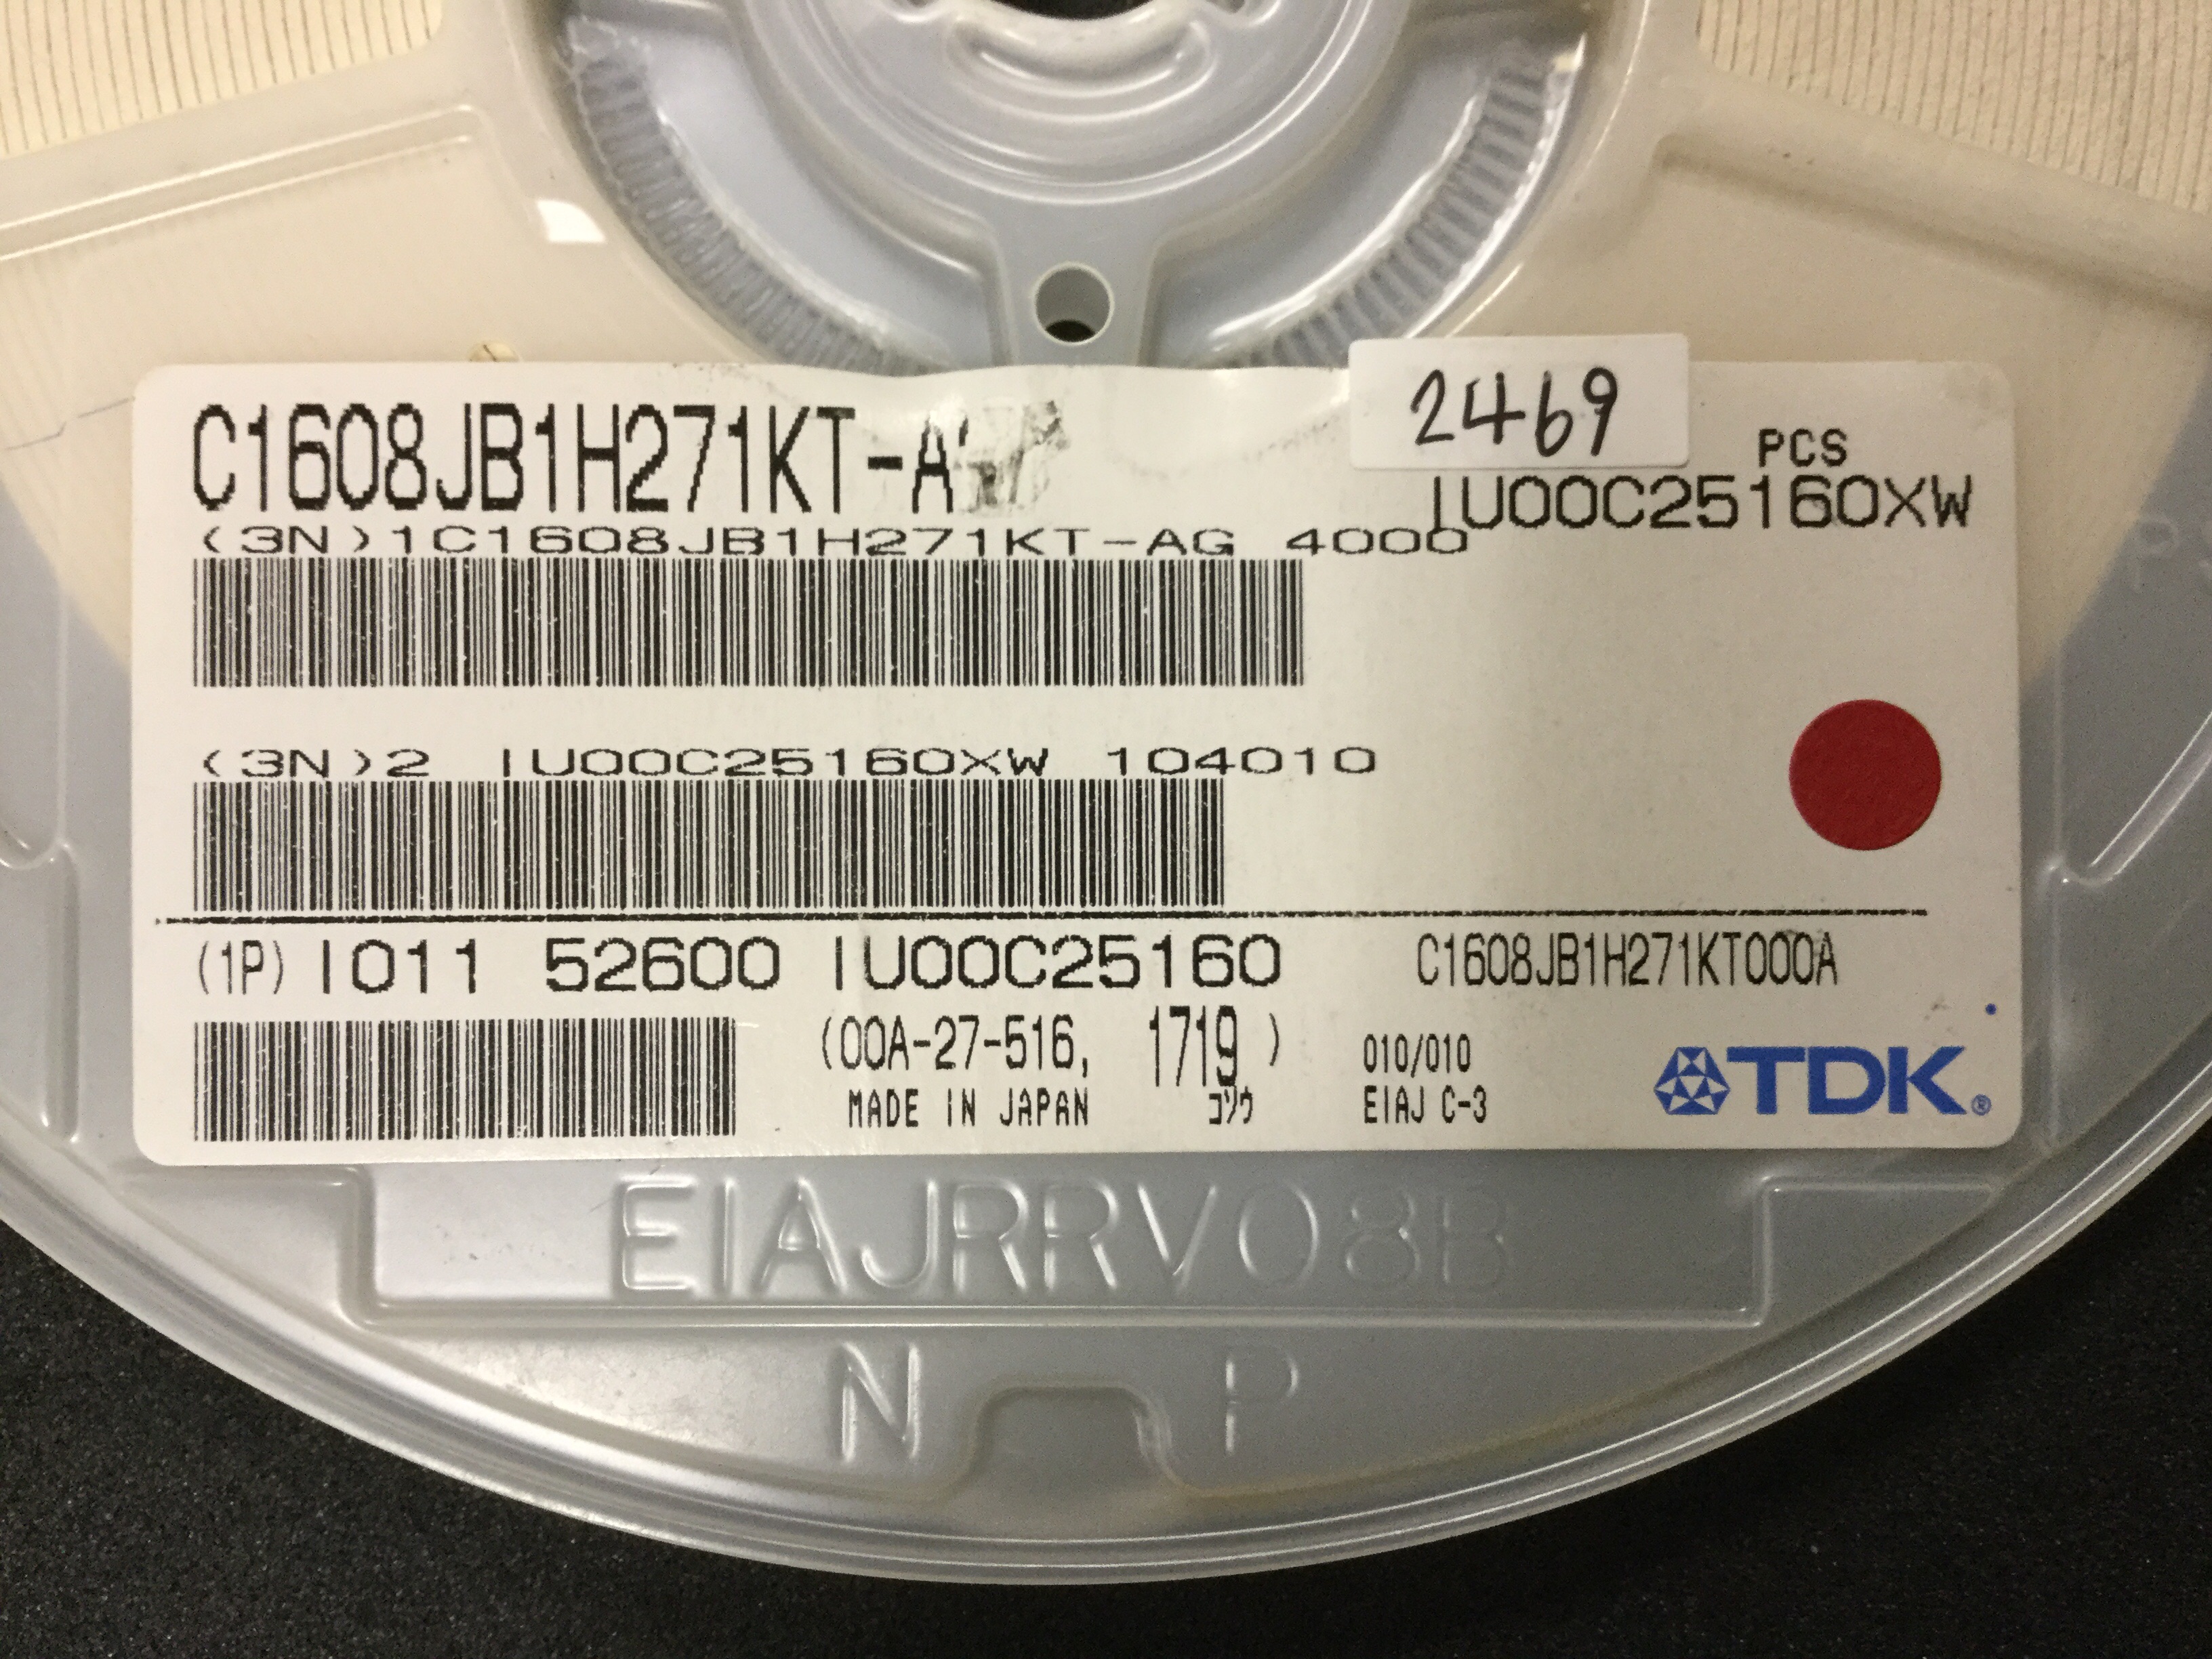 C1608JB1H271KT-A
2469
PCS
IU00C25160XW
(3N)1C1608JB1H271KT-AG 4000
(3N)2 IU00C25160XW 104010
(1P) I011 52600 IU00C25160
C1608JB1H271KT000A
(00A-27-516, 1719 )
010/010
MADE IN JAPAN
コソウ
EIAJ C-3
TDK®
EIAJRRV08B
N P